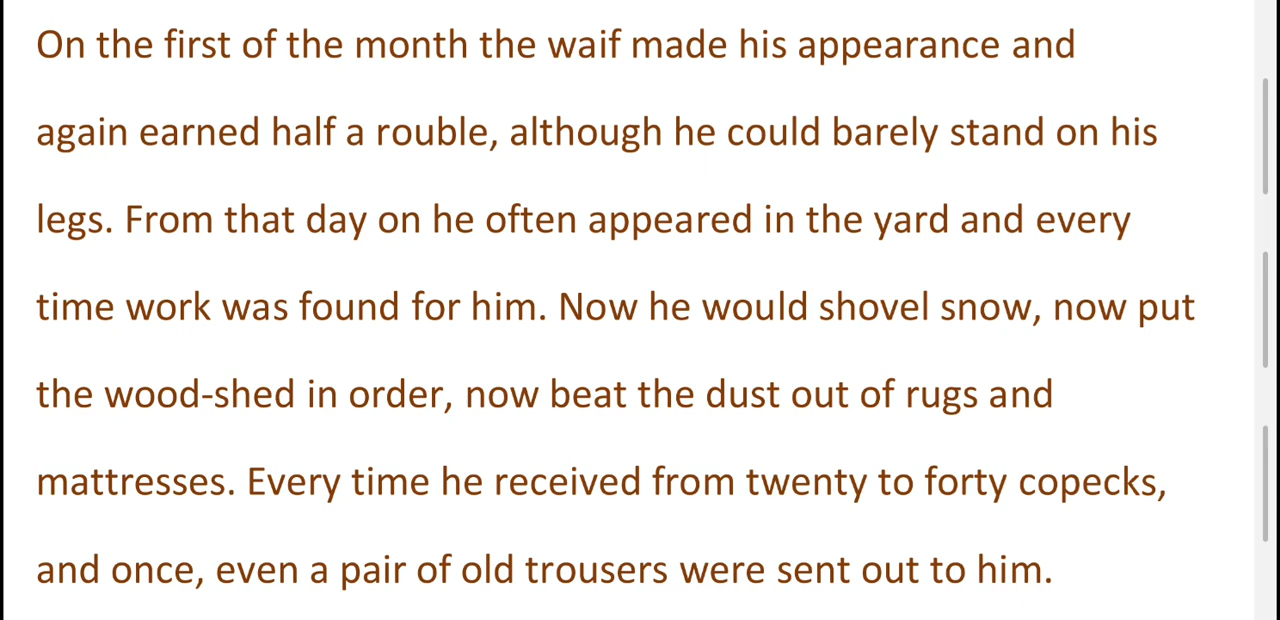 On the first of the month the waif made his appearance and
again earned half a rouble, although he could barely stand on his
legs. From that day on he often appeared in the yard and every
time work was found for him. Now he would shovel snow, now put
the wood-shed in order, now beat the dust out of rugs and
mattresses. Every time he received from twenty to forty copecks,
and once, even a pair of old trousers were sent out to him.